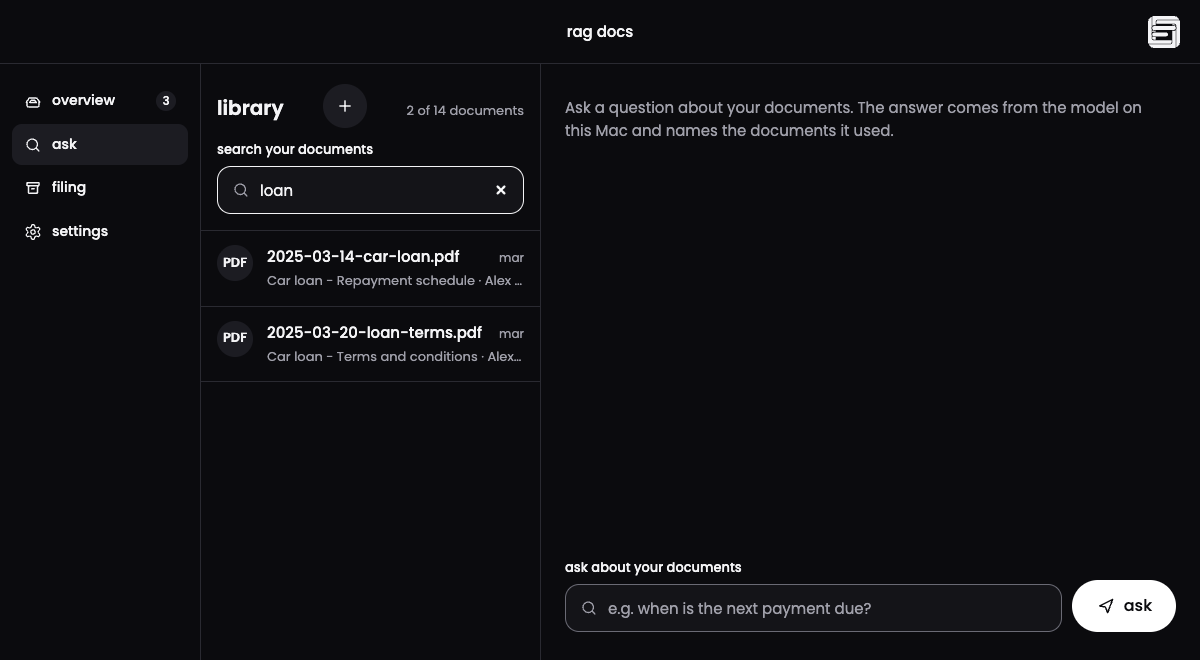 rag docs
overview 3
ask
filing
settings
library
2 of 14 documents
search your documents
loan
PDF 2025-03-14-car-loan.pdf mar
Car loan - Repayment schedule · Alex ...
PDF 2025-03-20-loan-terms.pdf mar
Car loan - Terms and conditions · Alex...
Ask a question about your documents. The answer comes from the model on
this Mac and names the documents it used.
ask about your documents
e.g. when is the next payment due?
ask